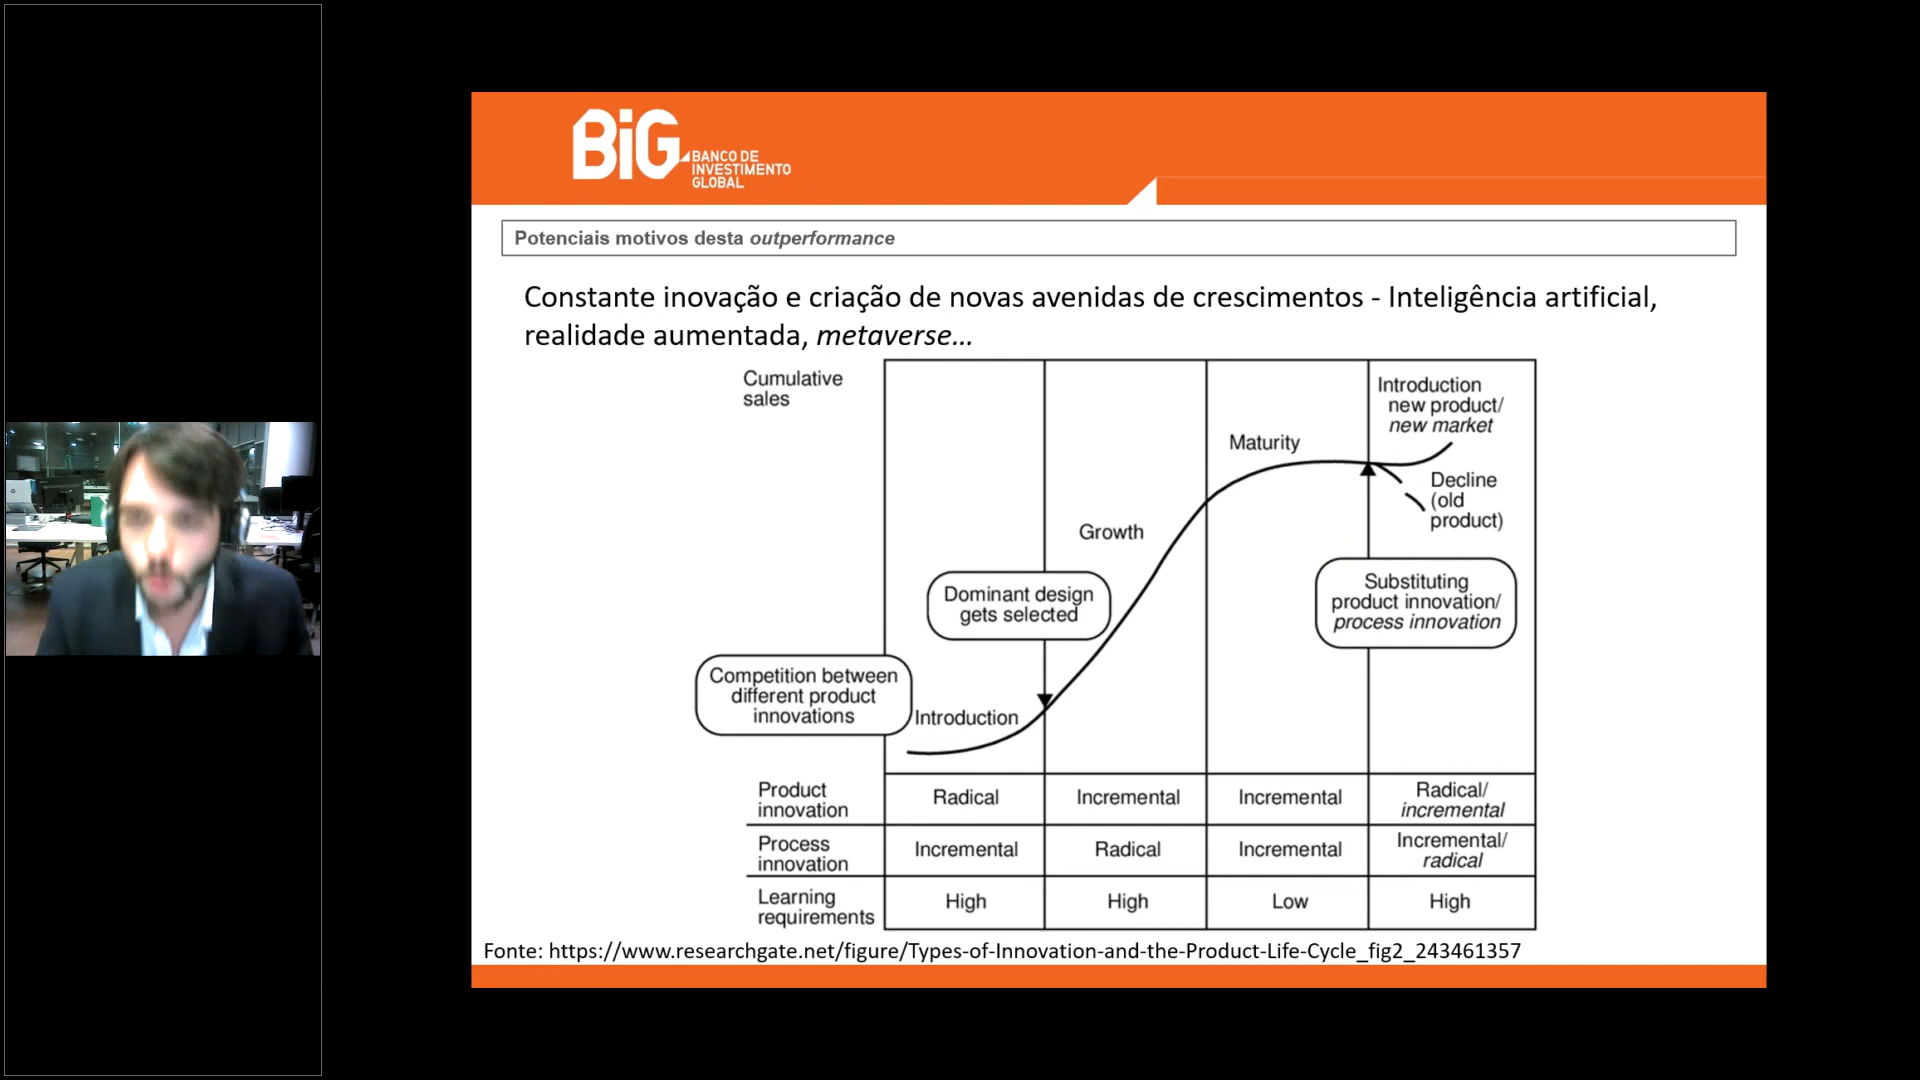 BiG
BANCO DE
INVESTIMENTO
GLOBAL
Potenciais motivos desta outperformance
Constante inovação e criação de novas avenidas de crescimentos - Inteligência artificial,
realidade aumentada, metaverse...
Cumulative
sales
Introduction
new product/
new market
Maturity
Decline
(old
product)
Growth
Dominant design
gets selected
Substituting
product innovation/
process innovation
Competition between
different product
innovations
Introduction
Product
innovation
Radical
Incremental
Incremental
Radical/
incremental
Process
innovation
Incremental
Radical
Incremental
Incremental/
radical
Learning
requirements
High
High
Low
High
Fonte: https://www.researchgate.net/figure/Types-of-Innovation-and-the-Product-Life-Cycle_fig2_243461357